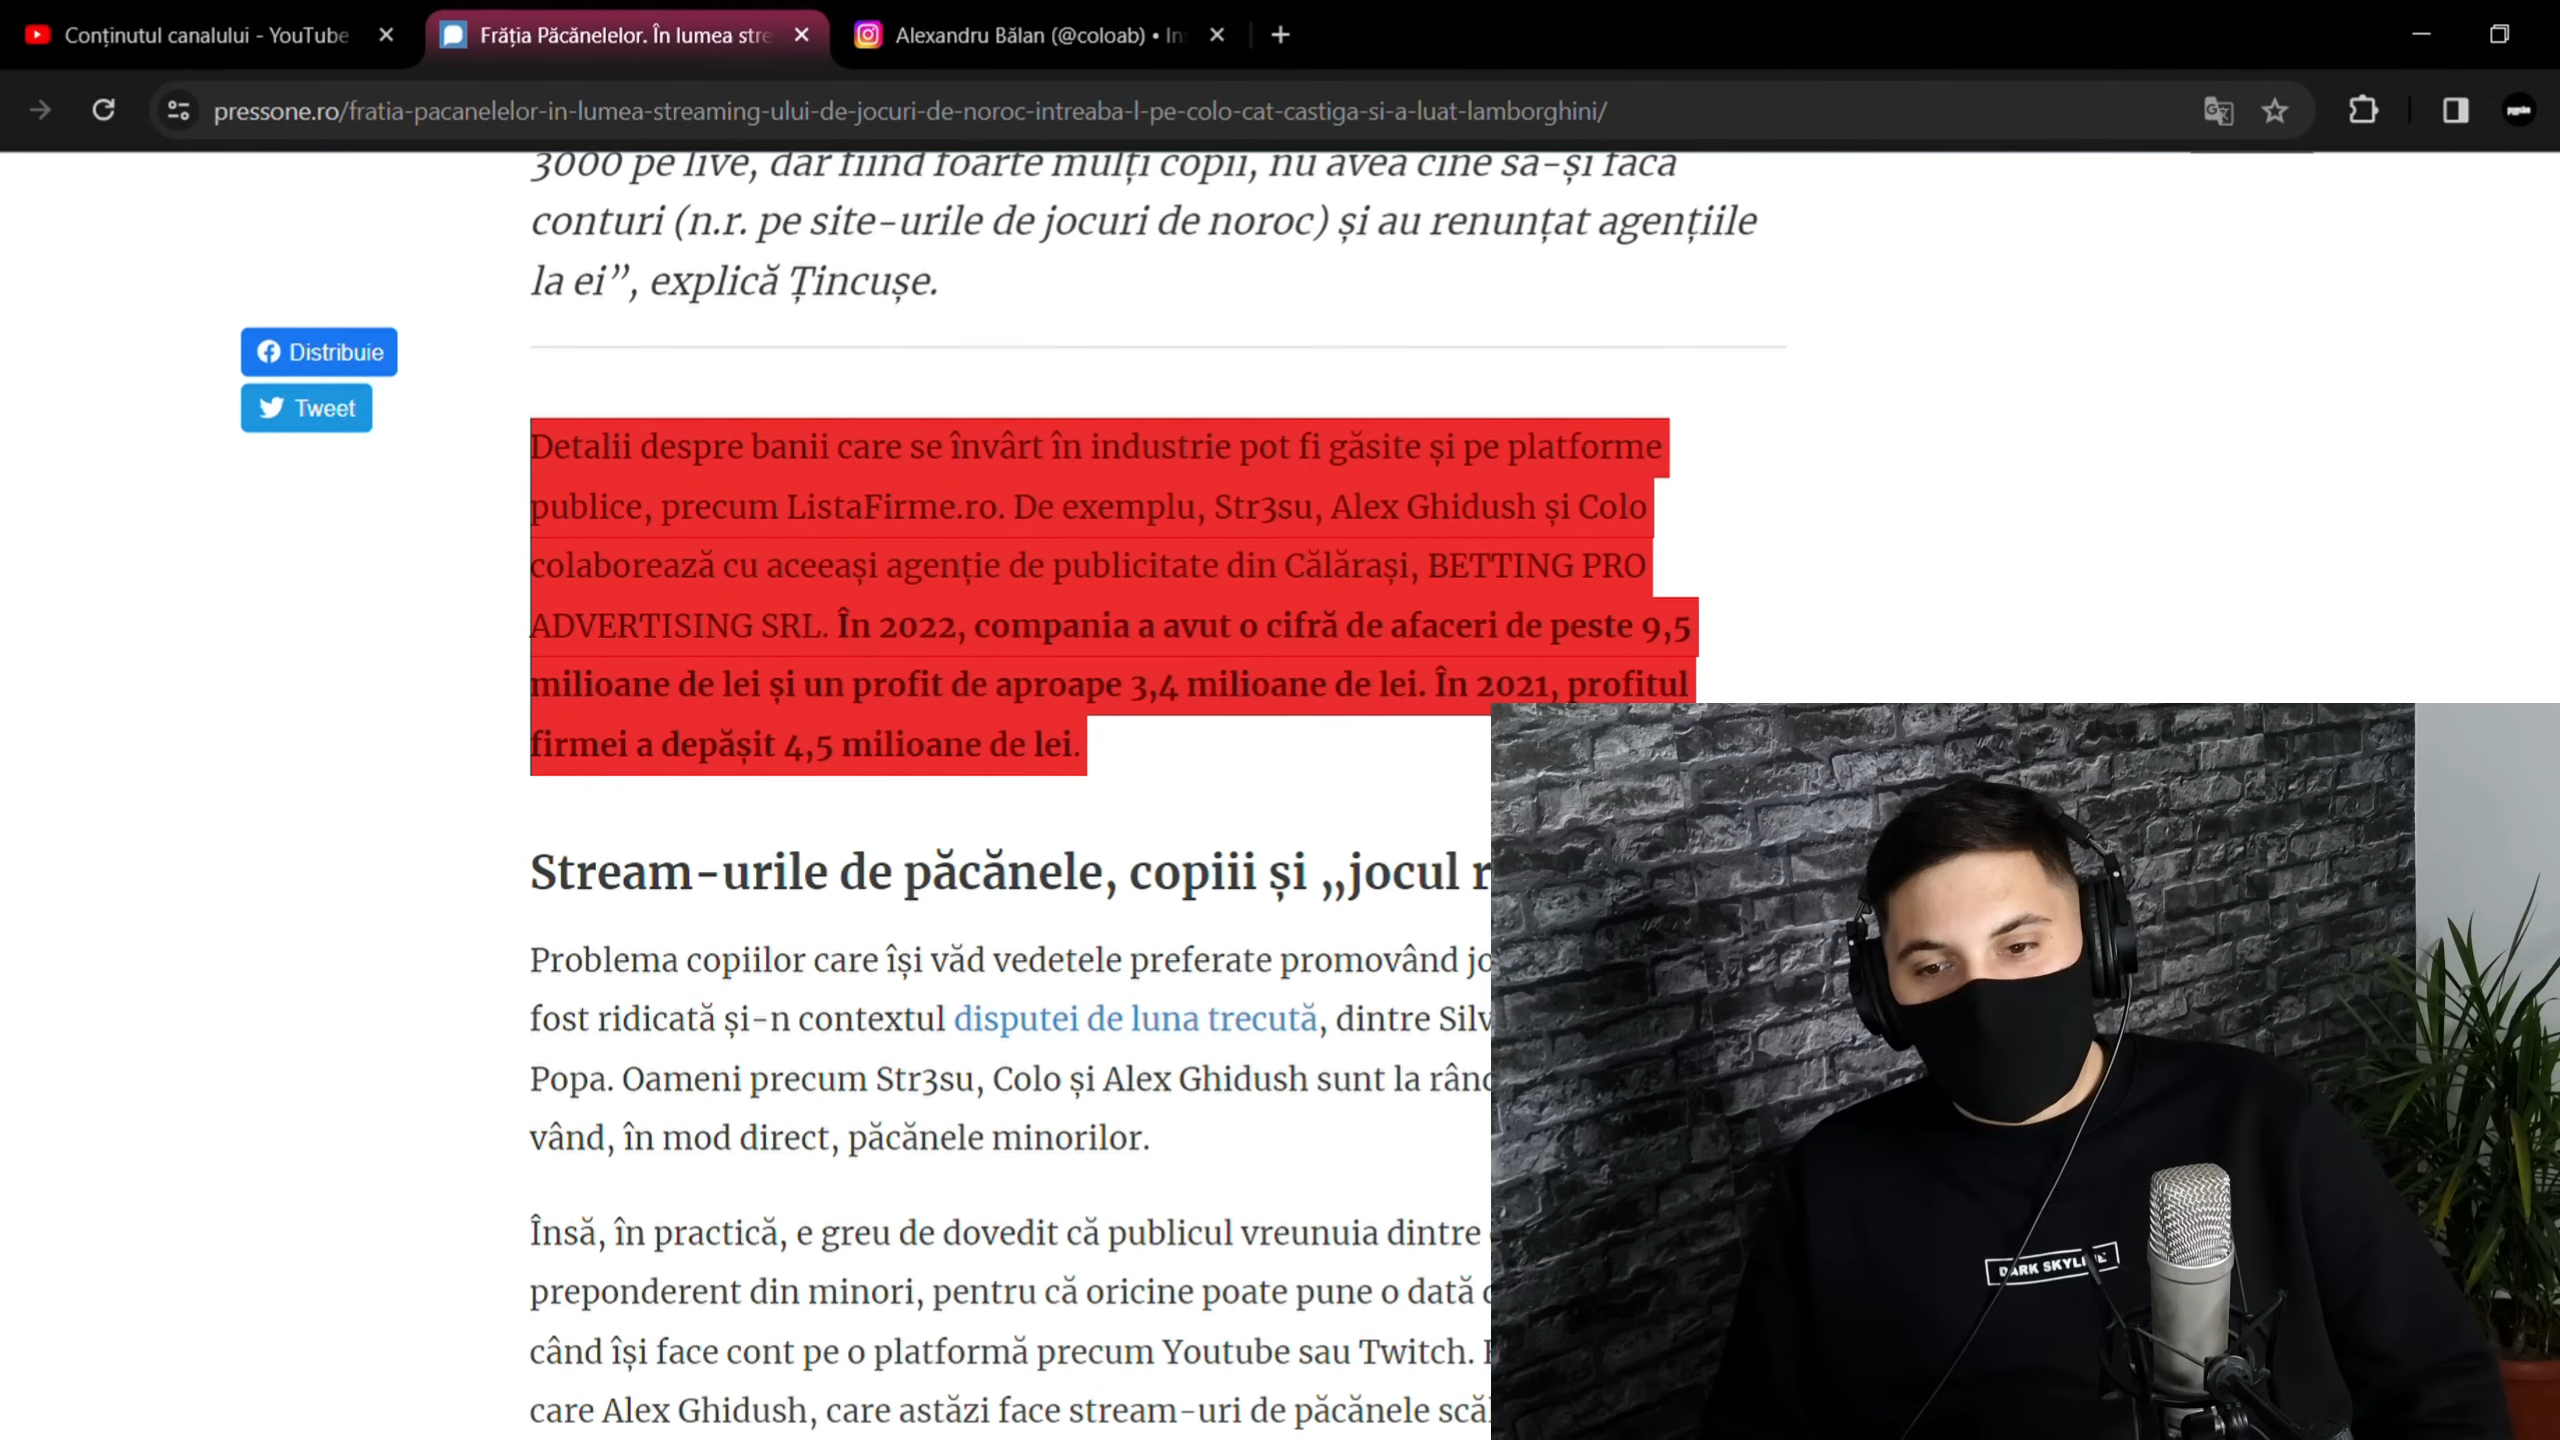 Conținutul canalului - YouTube
Frăția Păcănelelor. În lumea stre
Alexandru Bălan (@coloab) • In
pressone.ro/fratia-pacanelelor-in-lumea-streaming-ului-de-jocuri-de-noroc-intreaba-l-pe-colo-cat-castiga-si-a-luat-lamborghini/
3000 pe live, dar fiind foarte mulți copii, nu avea cine să-și facă
conturi (n.r. pe site-urile de jocuri de noroc) și au renunțat agențiile
la ei”, explică Țincușe.
Distribuie
Tweet
Detalii despre banii care se învârt în industrie pot fi găsite și pe platforme
publice, precum ListaFirme.ro. De exemplu, Str3su, Alex Ghidush și Colo
colaborează cu aceeași agenție de publicitate din Călărași, BETTING PRO
ADVERTISING SRL. În 2022, compania a avut o cifră de afaceri de peste 9,5
milioane de lei și un profit de aproape 3,4 milioane de lei. În 2021, profitul
firmei a depășit 4,5 milioane de lei.
Stream-urile de păcănele, copiii și „jocul r
Problema copiilor care își văd vedetele preferate promovând jo
fost ridicată și-n contextul disputei de luna trecută, dintre Silv
Popa. Oameni precum Str3su, Colo și Alex Ghidush sunt la rând
vând, în mod direct, păcănele minorilor.
Însă, în practică, e greu de dovedit că publicul vreunuia dintre
preponderent din minori, pentru că oricine poate pune o dată
când își face cont pe o platformă precum Youtube sau Twitch.
care Alex Ghidush, care astăzi face stream-uri de păcănele scă
DARK SKYLINE